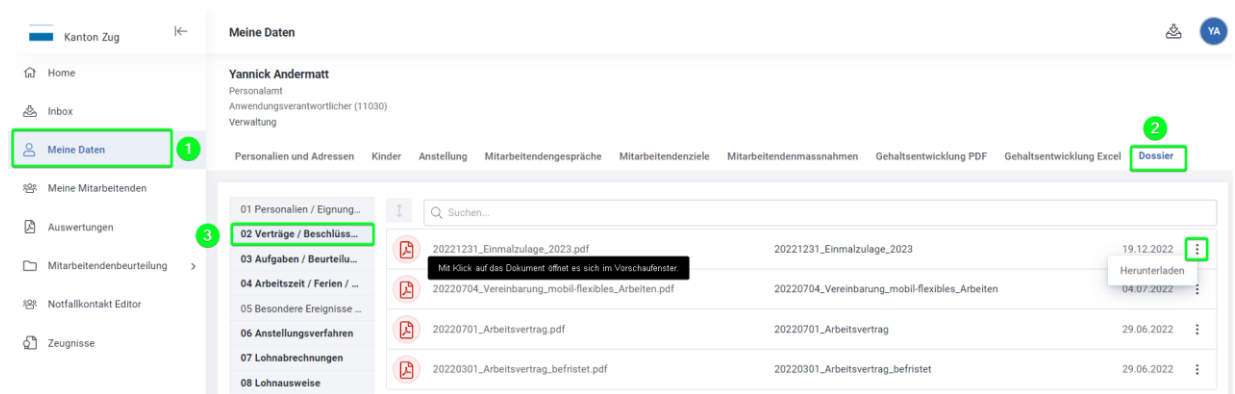 Kanton Zug
Meine Daten
YA
Home
Inbox
Meine Daten
1
Meine Mitarbeitenden
Auswertungen
Mitarbeitendenbeurteilung
Notfallkontakt Editor
Zeugnisse
Yannick Andermatt
Personalamt
Anwendungsverantwortlicher (11030)
Verwaltung
2
Personalien und Adressen Kinder Anstellung Mitarbeitendengespräche Mitarbeitendenziele Mitarbeitendenmassnahmen Gehaltsentwicklung PDF Gehaltsentwicklung Excel Dossier
01 Personalien / Eignung...
3
02 Verträge / Beschlüss...
03 Aufgaben / Beurteilu...
04 Arbeitszeit / Ferien / ...
05 Besondere Ereignisse ...
06 Anstellungsverfahren
07 Lohnabrechnungen
08 Lohnausweise
Suchen...
20221231_Einmalzulage_2023.pdf 20221231_Einmalzulage_2023 19.12.2022
Mit Klick auf das Dokument öffnet es sich im Vorschaufenster.
Herunterladen
20220704_Vereinbarung_mobil-flexibles_Arbeiten.pdf 20220704_Vereinbarung_mobil-flexibles_Arbeiten 04.07.2022
20220701_Arbeitsvertrag.pdf 20220701_Arbeitsvertrag 29.06.2022
20220301_Arbeitsvertrag_befristet.pdf 20220301_Arbeitsvertrag_befristet 29.06.2022